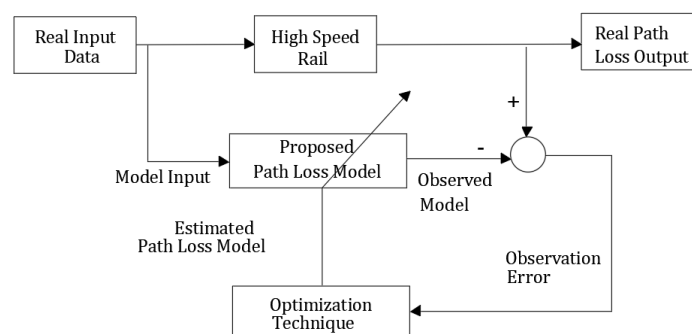 Real Input
Data
High Speed
Rail
Real Path
Loss Output
+
Proposed
Path Loss Model
-
Model Input
Observed
Model
Estimated
Path Loss Model
Observation
Error
Optimization
Technique